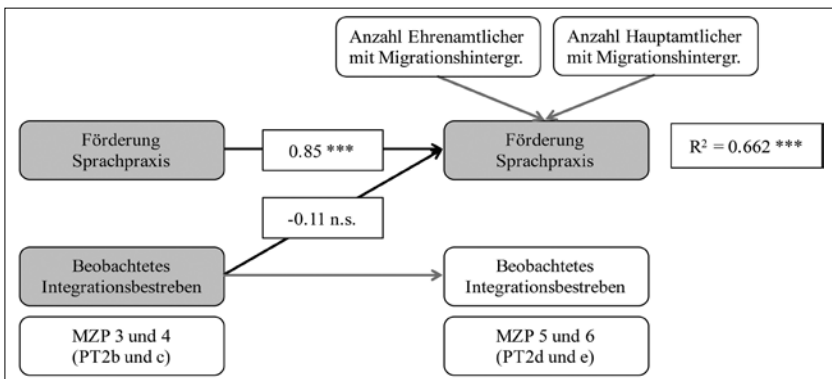 Anzahl Ehrenamtlicher
mit Migrationshintergr.
Anzahl Hauptamtlicher
mit Migrationshintergr.
Förderung
Sprachpraxis
0.85 ***
Förderung
Sprachpraxis
R² = 0.662 ***
-0.11 n.s.
Beobachtetes
Integrationsbestreben
Beobachtetes
Integrationsbestreben
MZP 3 und 4
(PT2b und c)
MZP 5 und 6
(PT2d und e)